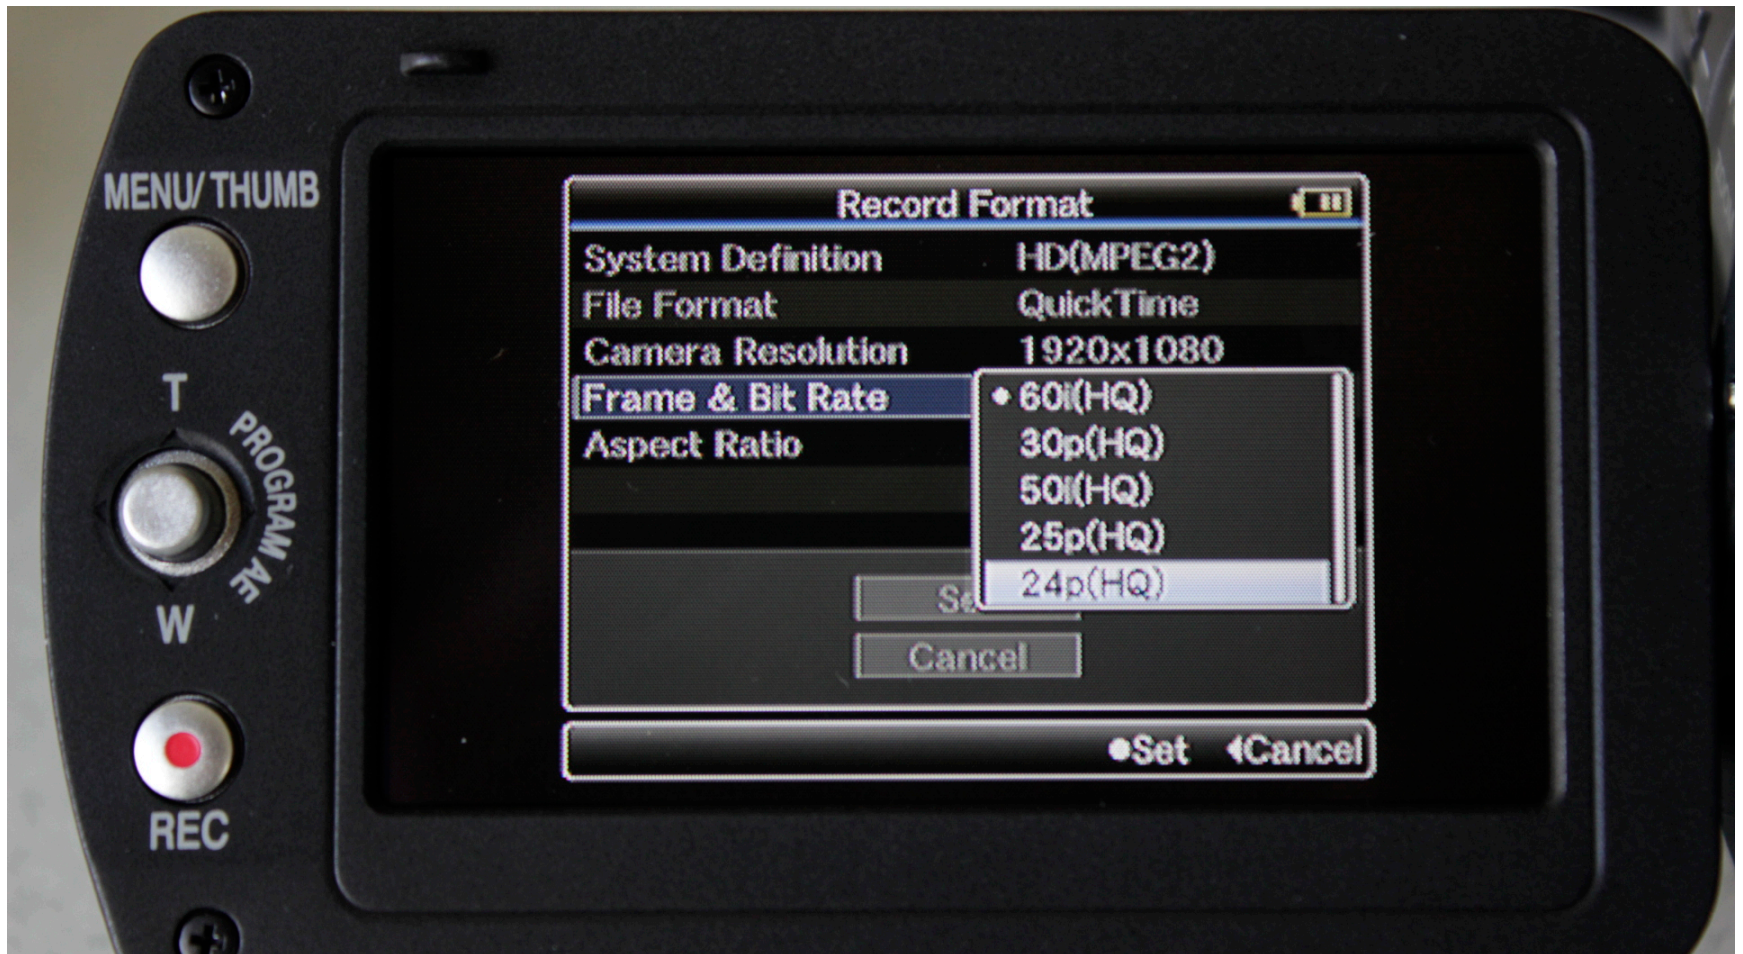 MENU/THUMB
T
PROGRAM AE
W
REC
Record Format
System Definition HD(MPEG2)
File Format QuickTime
Camera Resolution 1920x1080
Frame & Bit Rate 60i(HQ)
30p(HQ)
Aspect Ratio
50i(HQ)
25p(HQ)
24p(HQ)
Cancel
Set Cancel